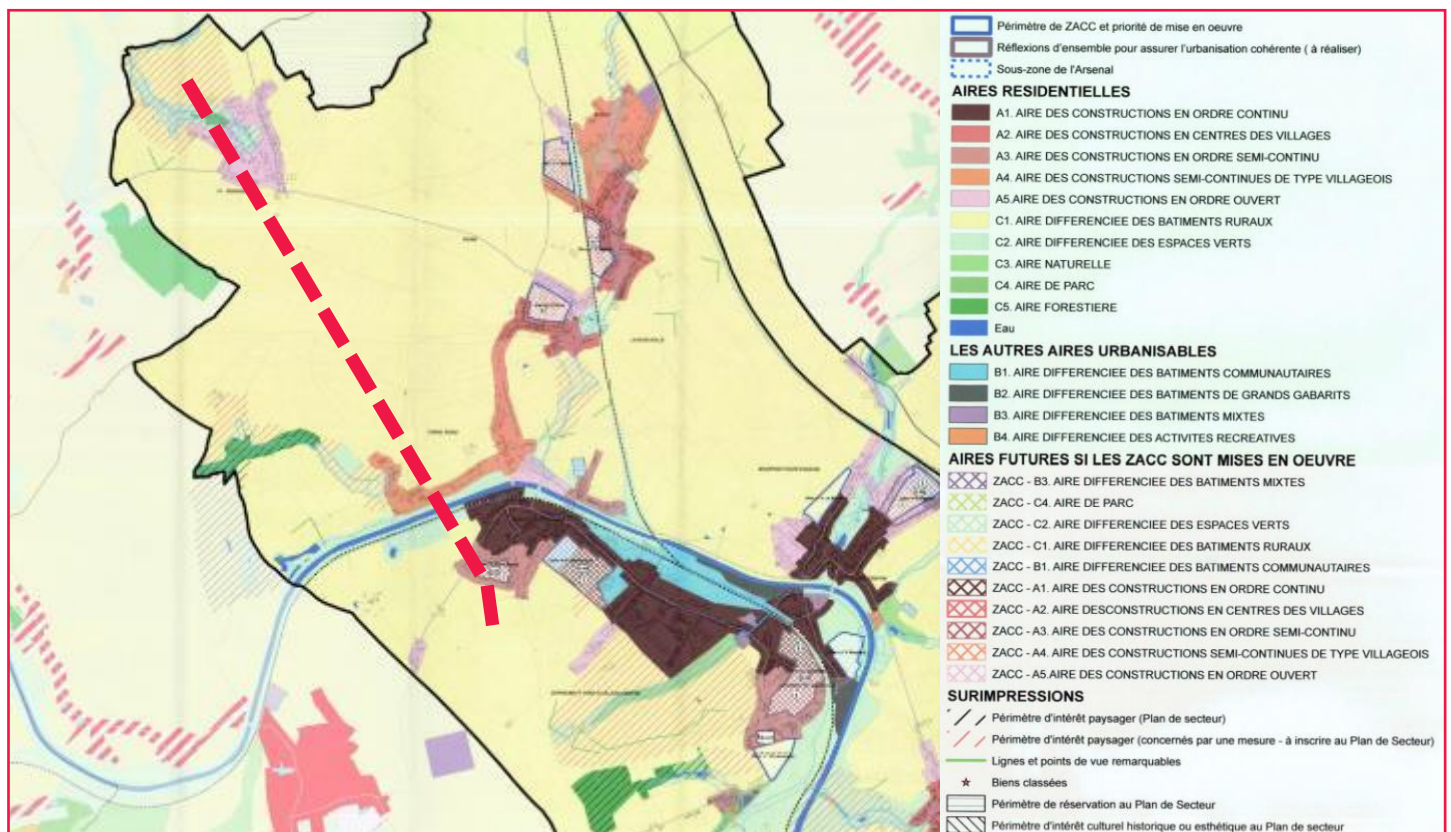 Périmètre de ZACC et priorité de mise en oeuvre
Réflexions d'ensemble pour assurer l'urbanisation cohérente ( à réaliser)
Sous-zone de l'Arsenal
AIRES RESIDENTIELLES
A1. AIRE DES CONSTRUCTIONS EN ORDRE CONTINU
A2. AIRE DES CONSTRUCTIONS EN CENTRES DES VILLAGES
A3. AIRE DES CONSTRUCTIONS EN ORDRE SEMI-CONTINU
A4. AIRE DES CONSTRUCTIONS SEMI-CONTINUES DE TYPE VILLAGEOIS
A5.AIRE DES CONSTRUCTIONS EN ORDRE OUVERT
C1. AIRE DIFFERENCIEE DES BATIMENTS RURAUX
C2. AIRE DIFFERENCIEE DES ESPACES VERTS
C3. AIRE NATURELLE
C4. AIRE DE PARC
C5. AIRE FORESTIERE
Eau
LES AUTRES AIRES URBANISABLES
B1. AIRE DIFFERENCIEE DES BATIMENTS COMMUNAUTAIRES
B2. AIRE DIFFERENCIEE DES BATIMENTS DE GRANDS GABARITS
B3. AIRE DIFFERENCIEE DES BATIMENTS MIXTES
B4. AIRE DIFFERENCIEE DES ACTIVITES RECREATIVES
AIRES FUTURES SI LES ZACC SONT MISES EN OEUVRE
ZACC - B3. AIRE DIFFERENCIEE DES BATIMENTS MIXTES
ZACC - C4. AIRE DE PARC
ZACC - C2. AIRE DIFFERENCIEE DES ESPACES VERTS
ZACC - C1. AIRE DIFFERENCIEE DES BATIMENTS RURAUX
ZACC - B1. AIRE DIFFERENCIEE DES BATIMENTS COMMUNAUTAIRES
ZACC - A1. AIRE DES CONSTRUCTIONS EN ORDRE CONTINU
ZACC - A2. AIRE DESCONSTRUCTIONS EN CENTRES DES VILLAGES
ZACC - A3. AIRE DES CONSTRUCTIONS EN ORDRE SEMI-CONTINU
ZACC - A4. AIRE DES CONSTRUCTIONS SEMI-CONTINUES DE TYPE VILLAGEOIS
ZACC - A5.AIRE DES CONSTRUCTIONS EN ORDRE OUVERT
SURIMPRESSIONS
Périmètre d'intérêt paysager (Plan de secteur)
Périmètre d'intérêt paysager (concernés par une mesure - à inscrire au Plan de Secteur)
Lignes et points de vue remarquables
Biens classées
Périmètre de réservation au Plan de Secteur
Périmètre d'intérêt culturel historique ou esthétique au Plan de secteur